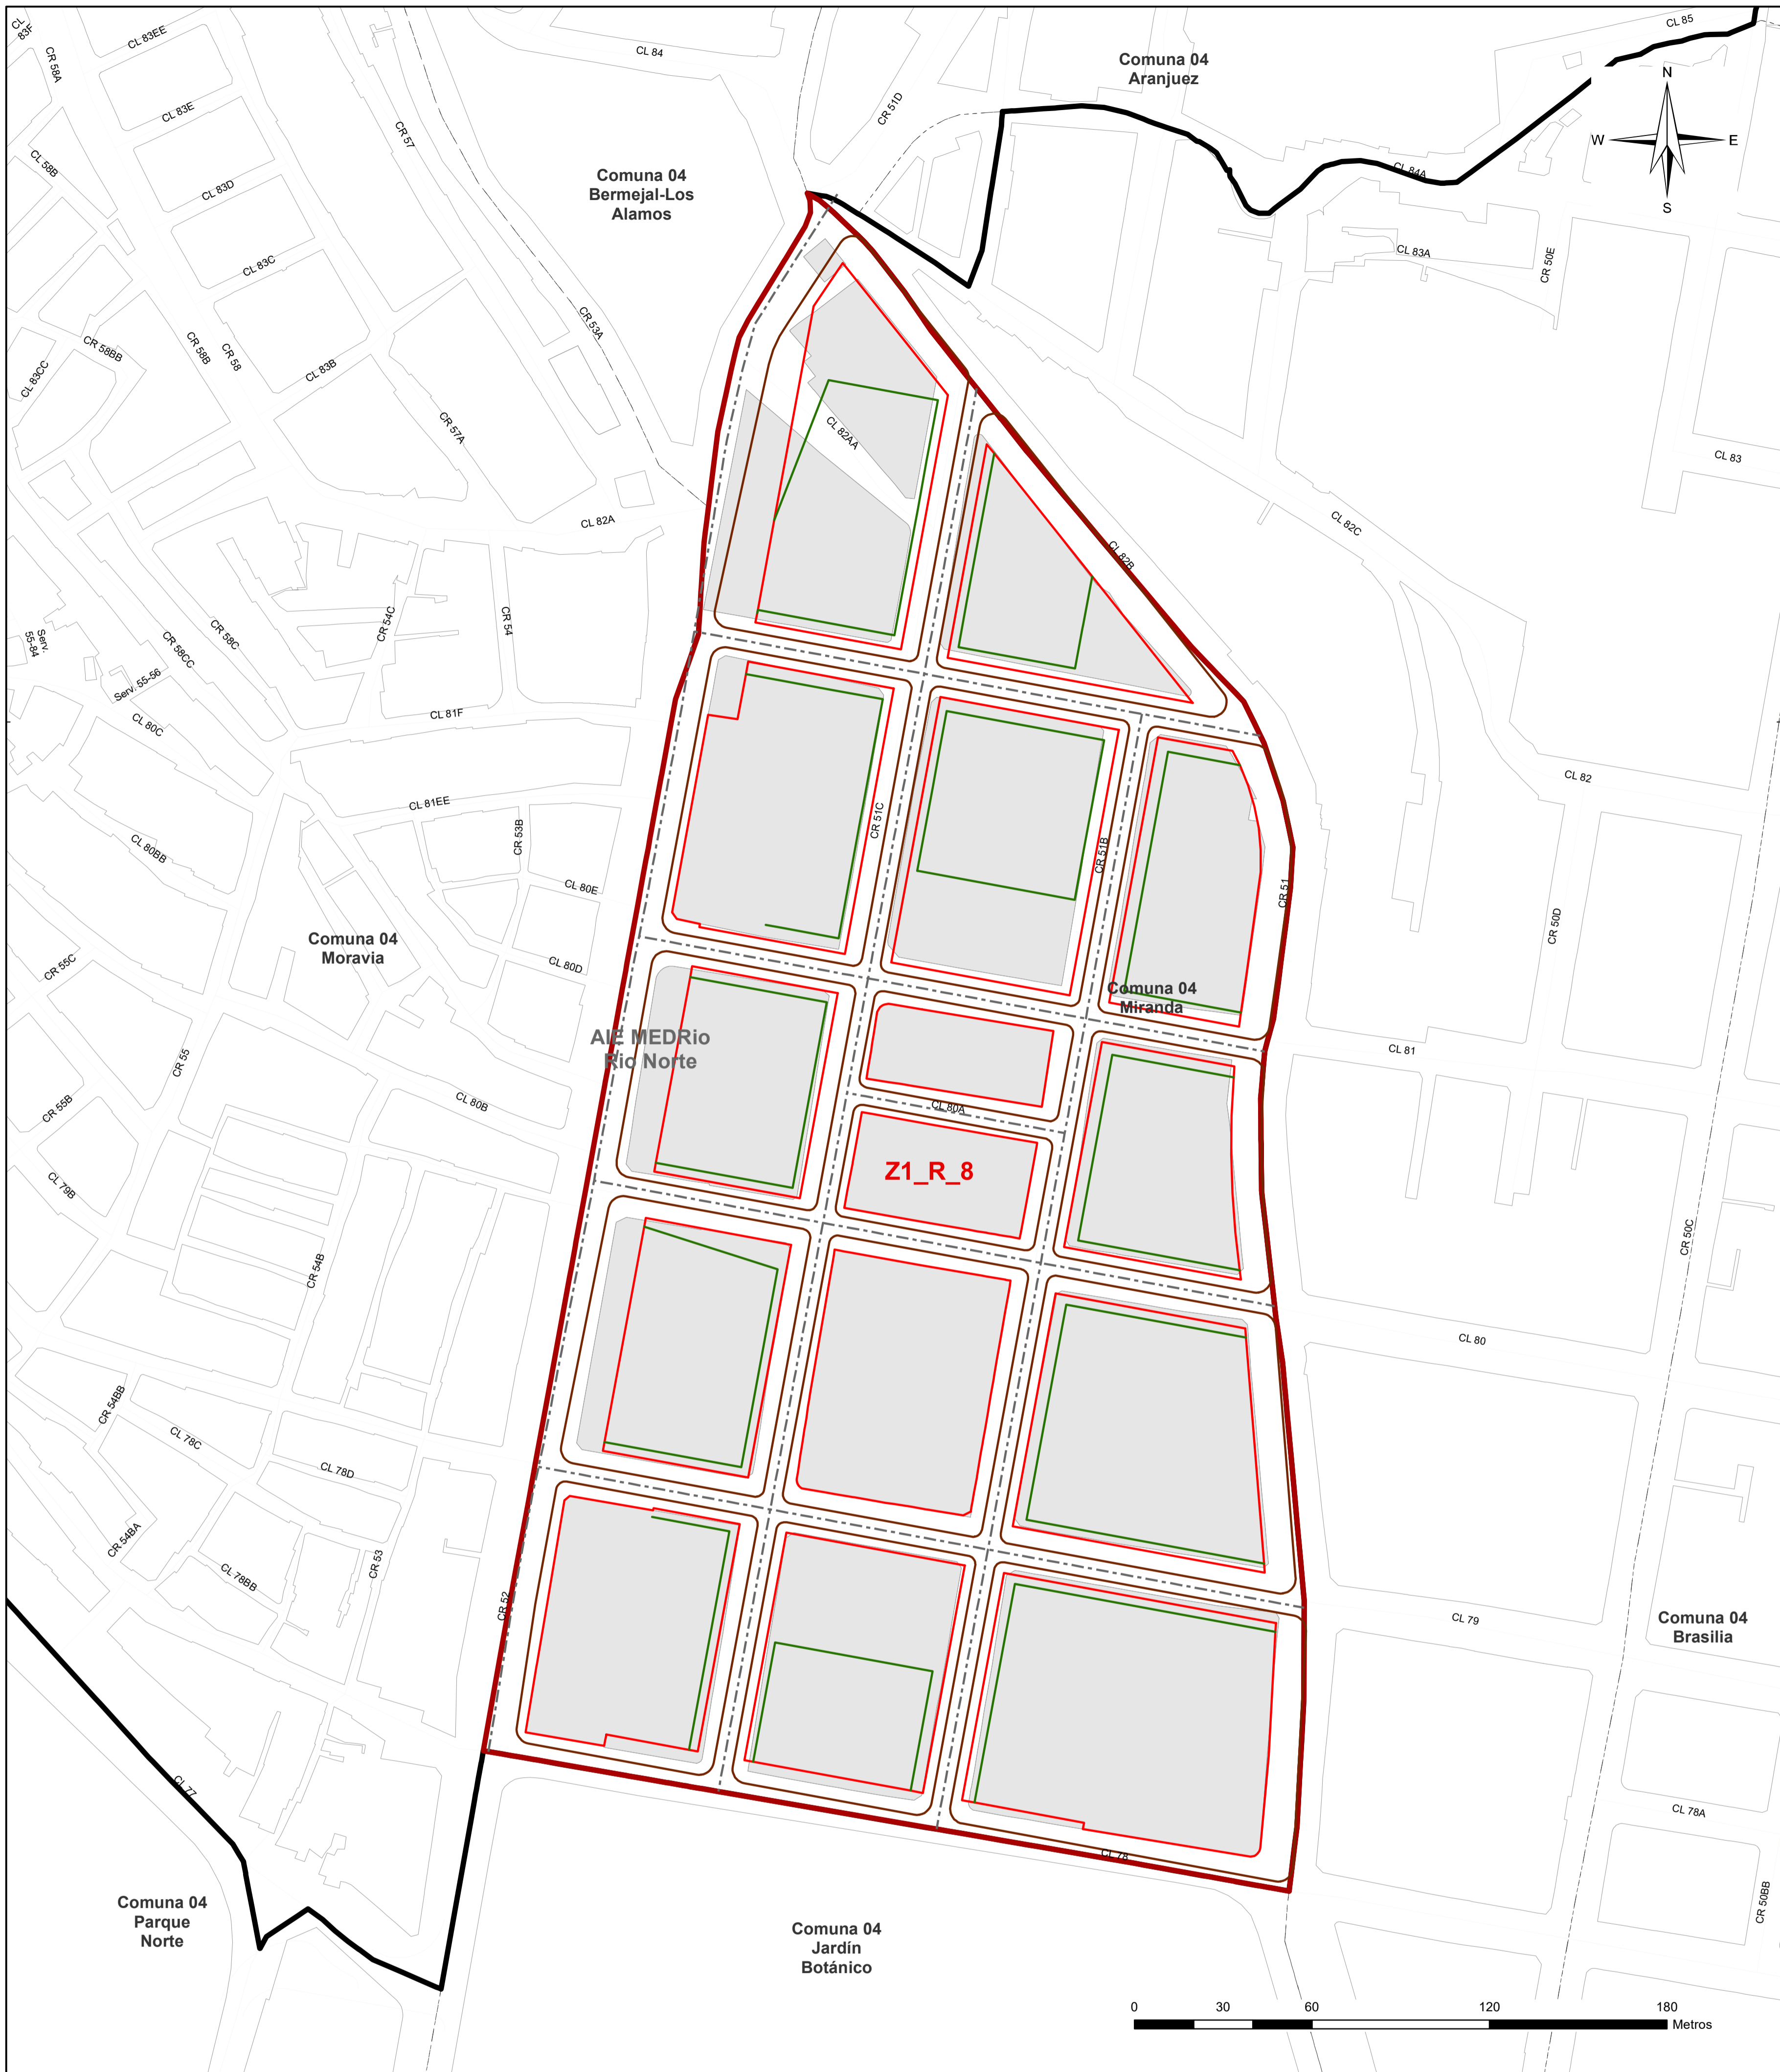 CL 83F
CL 83EE
CR 58A
CL 84
Comuna 04
Aranjuez
CL 85
N
W
E
S
CL 83E
CR 57
CR 51D
CL 58B
CL 83D
Comuna 04
Bermejal-Los
Alamos
CL 84A
CL 83C
CL 83A
CR 50E
CR 53A
CR 58BB
CR 58B
CR 58
CL 83CC
CL 83B
CR 57A
CL 82AA
CL 83
CL 82A
CL 82C
CL 82B
Serv.
55-84
CR 58C
CR 54C
CR 54
CR 58CC
Serv. 55-56
CL 80C
CL 81F
CL 82
CL 81EE
CR 53B
CR 51C
CR 51B
CL 80BB
CL 80E
CR 51
CR 50D
Comuna 04
Moravia
CL 80D
CR 55C
Comuna 04
Miranda
AIE MEDRio
Rio Norte
CR 55
CL 81
CR 55B
CL 80B
CL 80A
Z1_R_8
CL 79B
CR 54B
CR 50C
CL 80
CR 54BB
CL 78C
CL 78D
CR 54BA
CL 78BB
CR 53
CR 52
CL 79
Comuna 04
Brasilia
CL 77
CL 78A
CL 78
CR 50BB
Comuna 04
Parque
Norte
Comuna 04
Jardín
Botánico
0 30 60 120 180
Metros